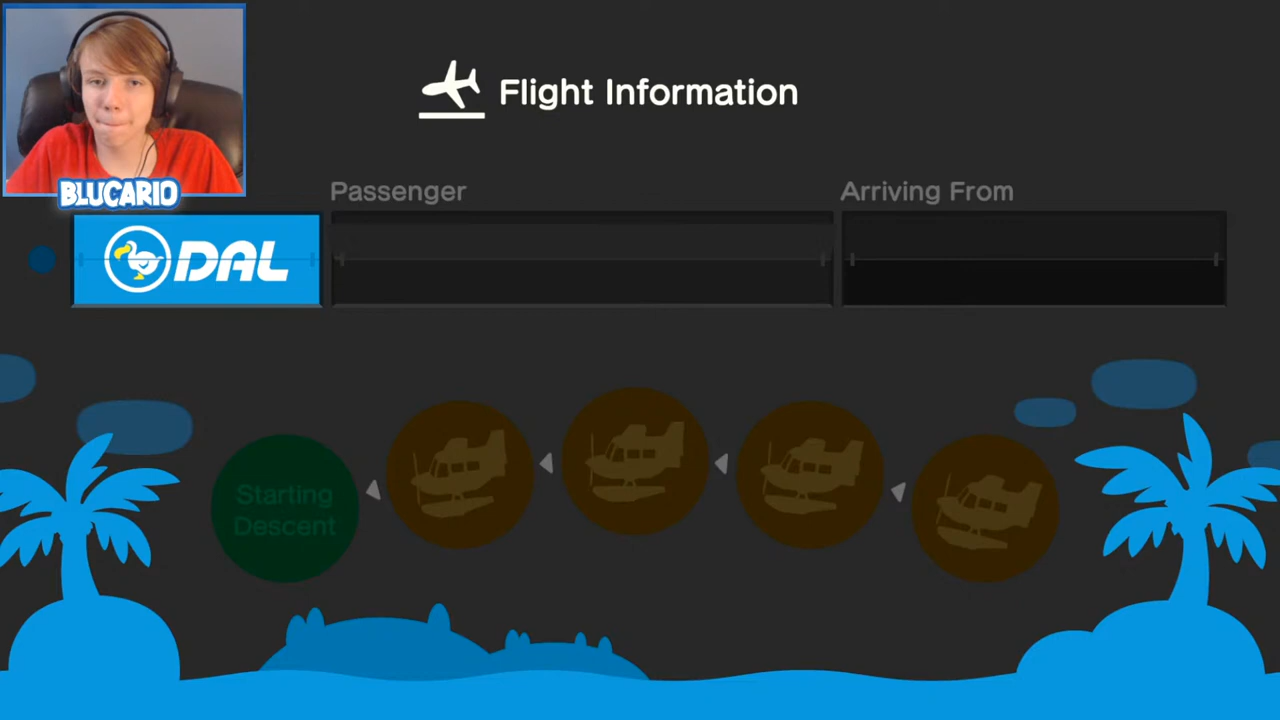 Flight Information
BLUCARIO
Passenger
Arriving From
DAL
Starting
Descent